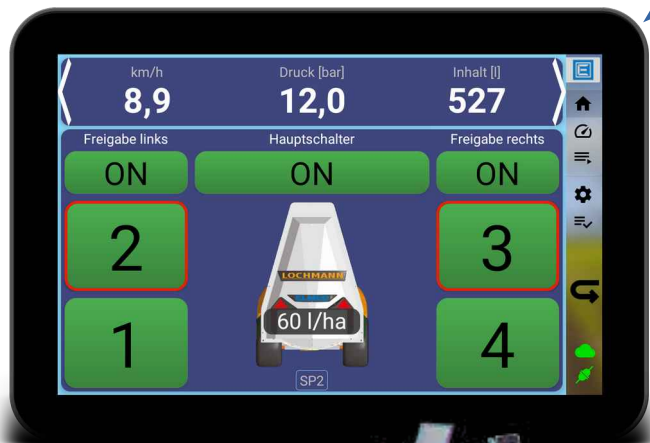 km/h Druck [bar] Inhalt [l]
8,9 12,0 527
Freigabe links Hauptschalter Freigabe rechts
ON ON ON
2 3
LOCHMANN
60 l/ha
1 4
SP2